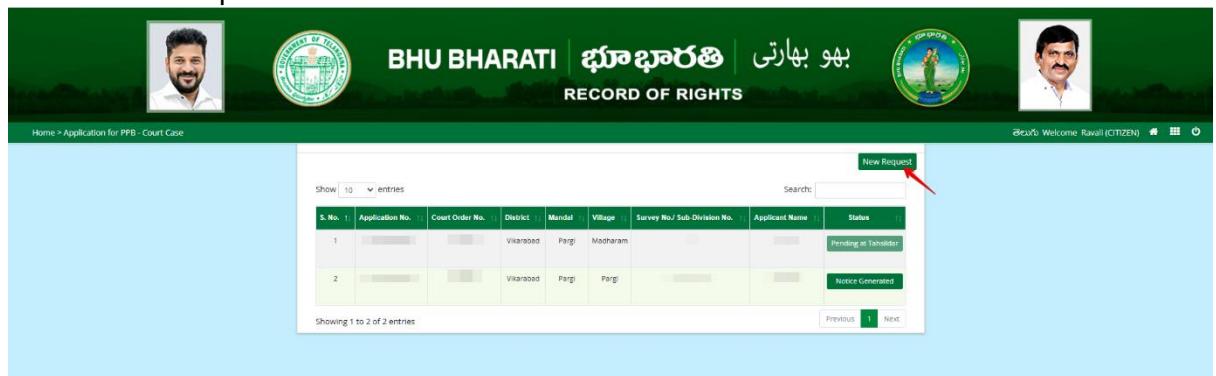 BHU BHARATI భూ భారతి بھو بھارتی
RECORD OF RIGHTS
Home > Application for PPB - Court Case
తెలుగు Welcome Ravali (CITIZEN)
New Request
Show 10 entries Search:
S. No. Application No. Court Order No. District Mandal Village Survey No./ Sub-Division No. Applicant Name Status
1 Vikarabad Pargi Madharam Pending at Tahsildar
2 Vikarabad Pargi Pargi Notice Generated
Showing 1 to 2 of 2 entries
Previous 1 Next